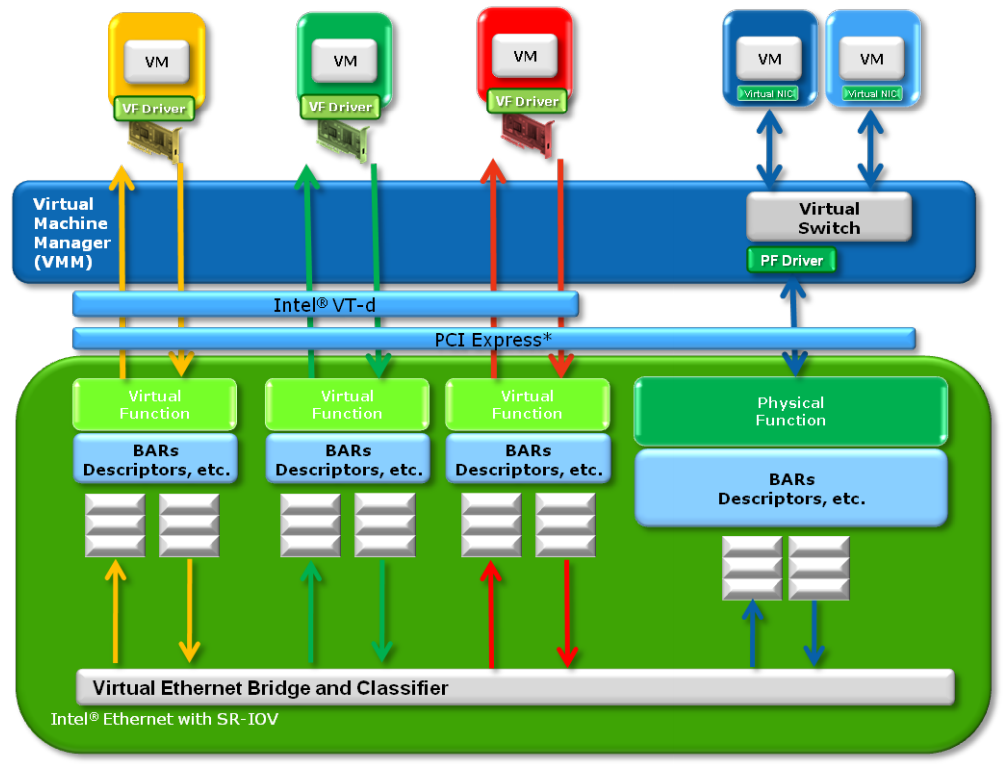 VM
VM
VM
VM
VM
VF Driver
VF Driver
VF Driver
Virtual NIC
Virtual NIC
Virtual
Machine
Manager
(VMM)
Virtual
Switch
PF Driver
Intel® VT-d
PCI Express*
Virtual
Function
Virtual
Function
Virtual
Function
Physical
Function
BARs
Descriptors, etc.
BARs
Descriptors, etc.
BARs
Descriptors, etc.
BARs
Descriptors, etc.
Virtual Ethernet Bridge and Classifier
Intel® Ethernet with SR-IOV